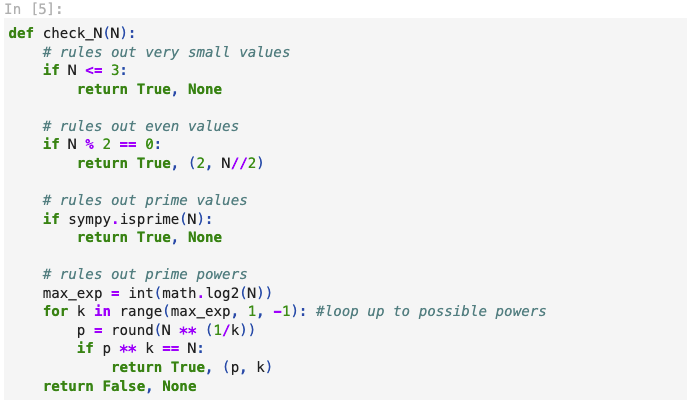 In [5]:
def check_N(N):
    # rules out very small values
    if N <= 3:
        return True, None

    # rules out even values
    if N % 2 == 0:
        return True, (2, N//2)

    # rules out prime values
    if sympy.isprime(N):
        return True, None

    # rules out prime powers
    max_exp = int(math.log2(N))
    for k in range(max_exp, 1, -1): #loop up to possible powers
        p = round(N ** (1/k))
        if p ** k == N:
            return True, (p, k)
    return False, None